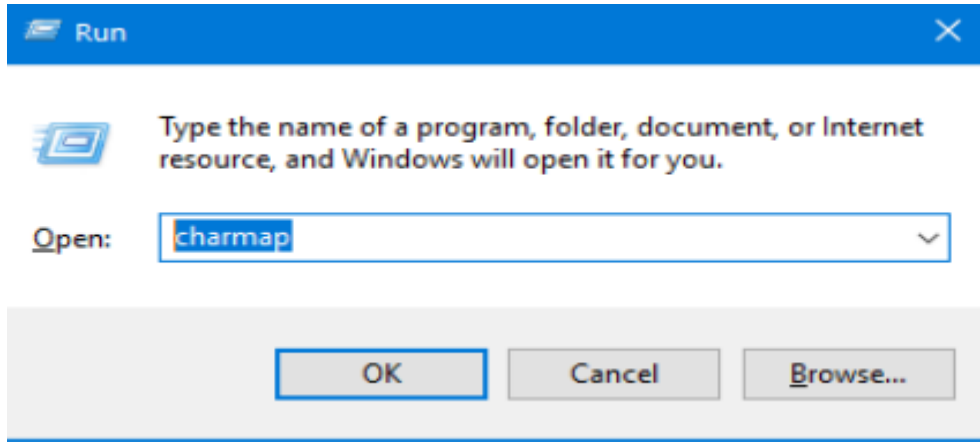 Run
Type the name of a program, folder, document, or Internet
resource, and Windows will open it for you.
Open: charmap
OK Cancel Browse...